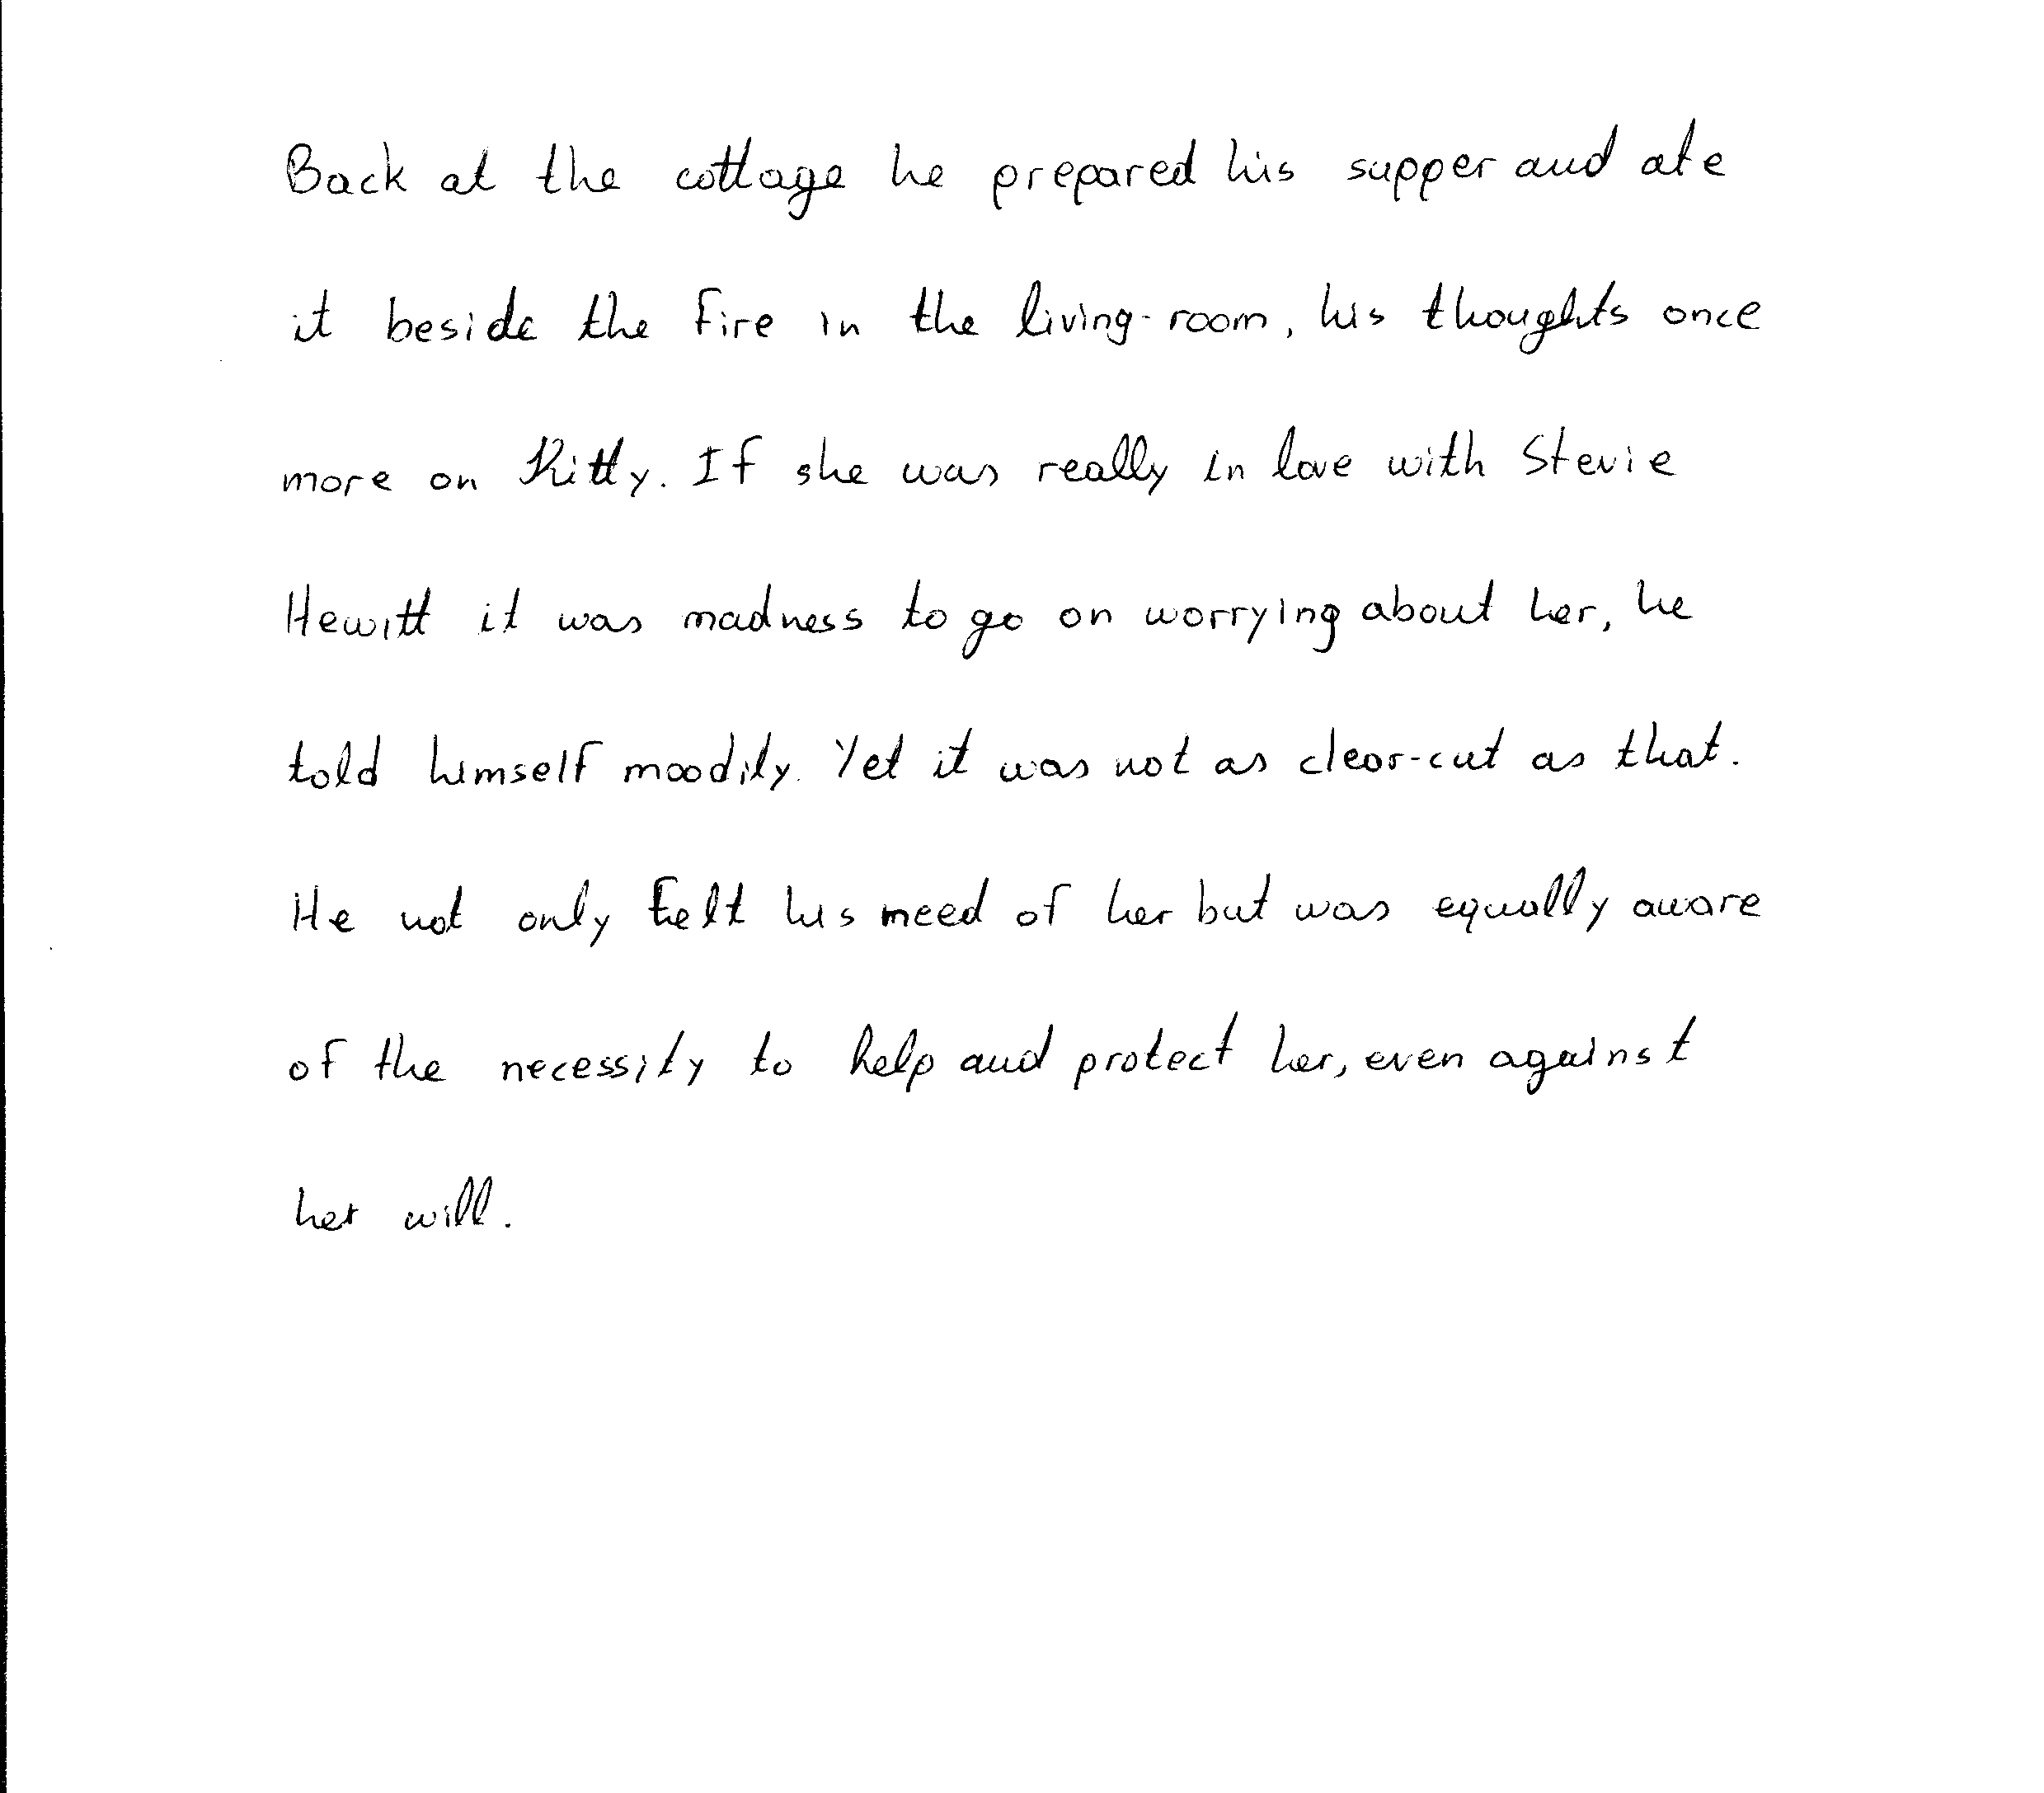 Back at the cottage he prepared his supper and ate
it beside the fire in the living-room, his thoughts once
more on Kitty. If she was really in love with Stevie
Hewitt it was madness to go on worrying about her, he
told himself moodily. Yet it was not as clear-cut as that.
He not only felt his need of her but was equally aware
of the necessity to help and protect her, even against
her will.